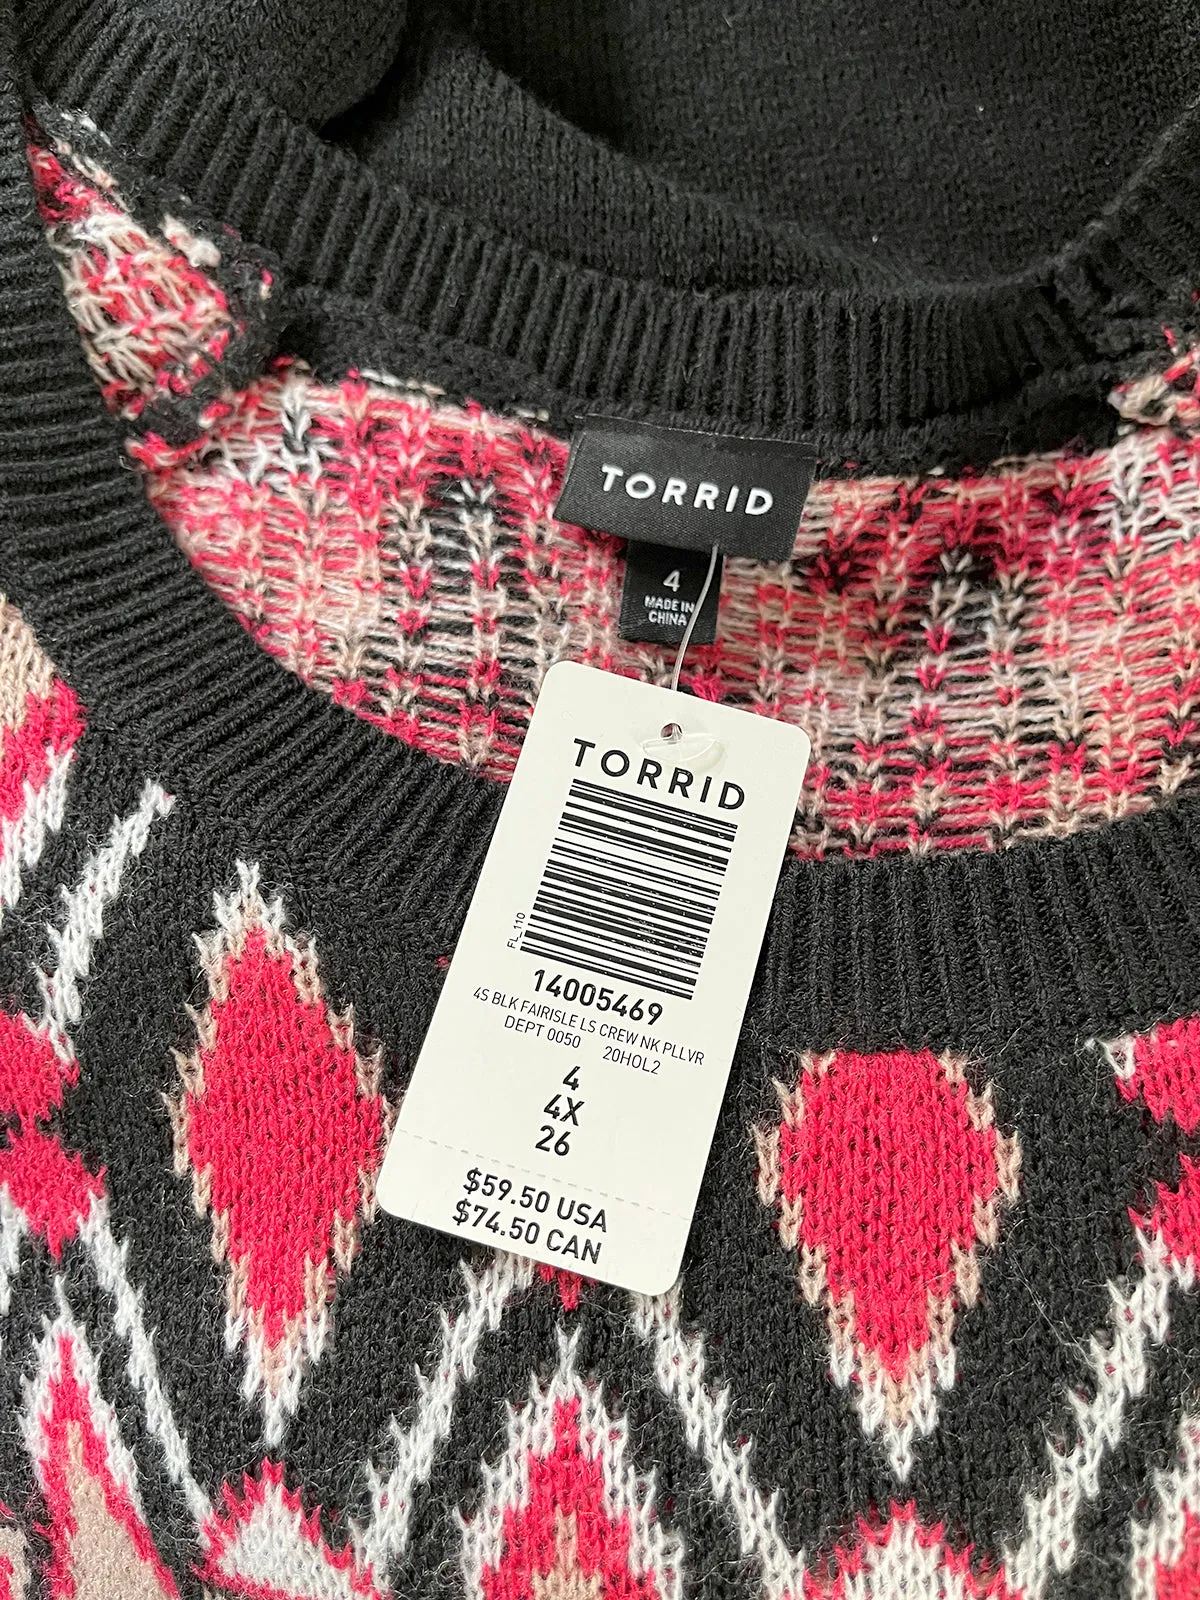 TORRID
4
MADE IN
CHINA
TORRID
FL_110
14005469
4S BLK FAIRISLE LS CREW NK PLLVR
DEPT 0050 20HOL2
4
4X
26
$59.50 USA
$74.50 CAN